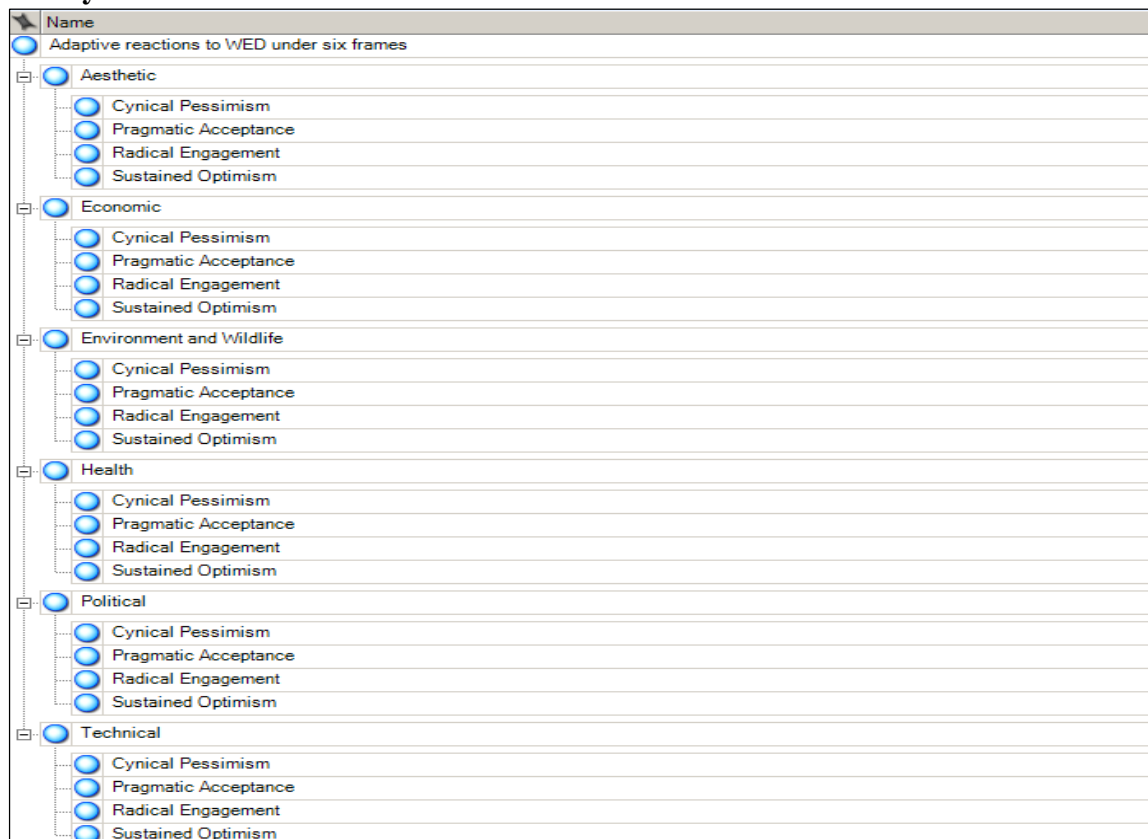 Name
Adaptive reactions to WED under six frames
Aesthetic
Cynical Pessimism
Pragmatic Acceptance
Radical Engagement
Sustained Optimism
Economic
Cynical Pessimism
Pragmatic Acceptance
Radical Engagement
Sustained Optimism
Environment and Wildlife
Cynical Pessimism
Pragmatic Acceptance
Radical Engagement
Sustained Optimism
Health
Cynical Pessimism
Pragmatic Acceptance
Radical Engagement
Sustained Optimism
Political
Cynical Pessimism
Pragmatic Acceptance
Radical Engagement
Sustained Optimism
Technical
Cynical Pessimism
Pragmatic Acceptance
Radical Engagement
Sustained Optimism